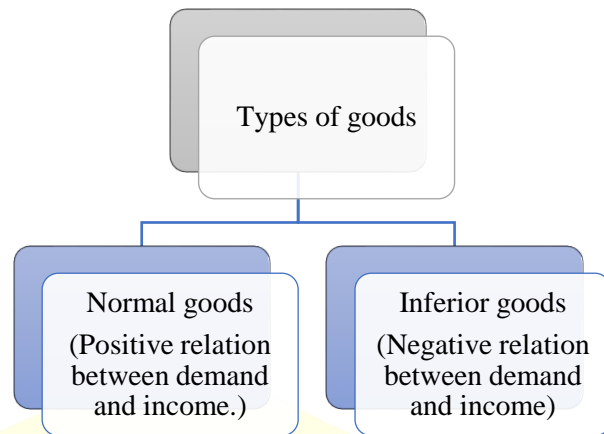 Types of goods
Normal goods
(Positive relation
between demand
and income.)
Inferior goods
(Negative relation
between demand
and income)